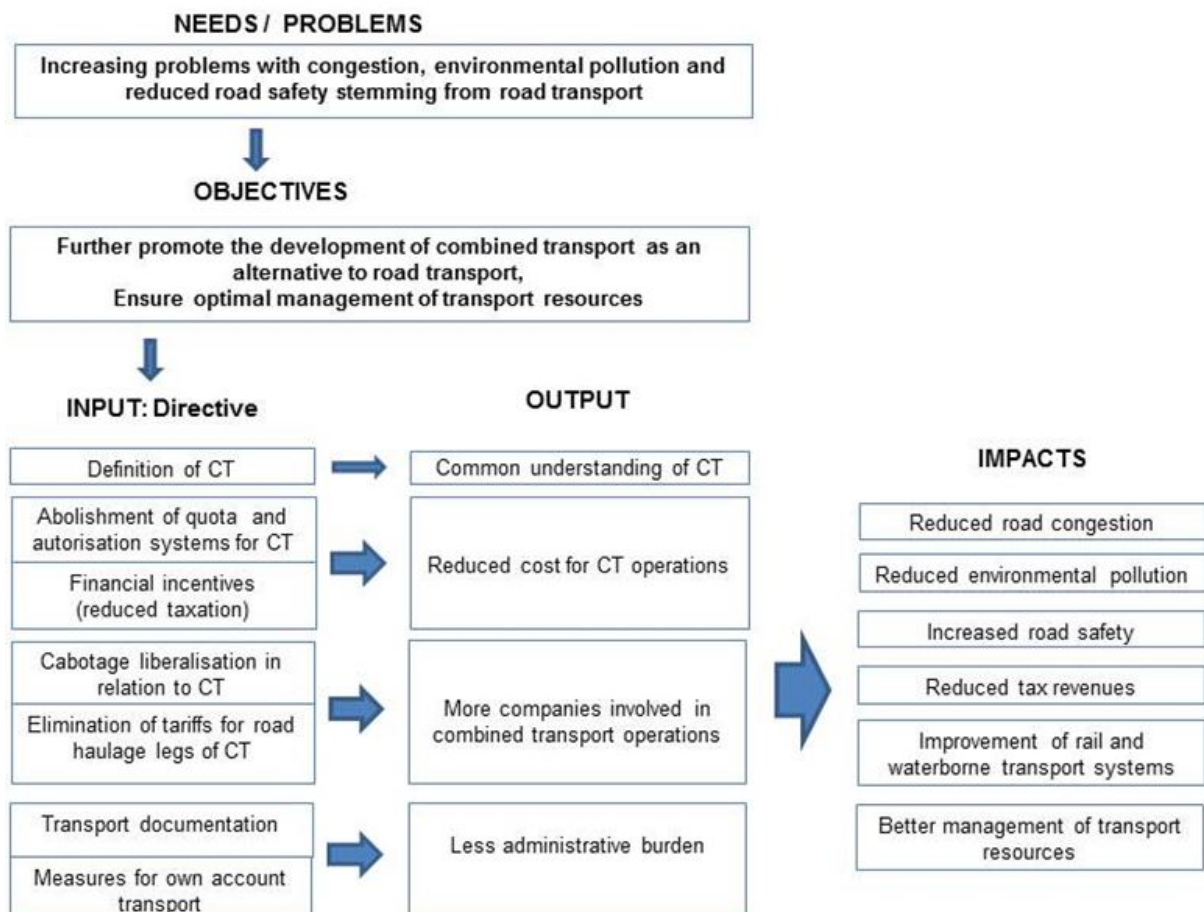 NEEDS / PROBLEMS
Increasing problems with congestion, environmental pollution and
reduced road safety stemming from road transport
OBJECTIVES
Further promote the development of combined transport as an
alternative to road transport,
Ensure optimal management of transport resources
INPUT: Directive
OUTPUT
IMPACTS
Definition of CT
Common understanding of CT
Abolishment of quota and
autorisation systems for CT
Financial incentives
(reduced taxation)
Reduced cost for CT operations
Cabotage liberalisation in
relation to CT
Elimination of tariffs for road
haulage legs of CT
More companies involved in
combined transport operations
Transport documentation
Measures for own account
transport
Less administrative burden
Reduced road congestion
Reduced environmental pollution
Increased road safety
Reduced tax revenues
Improvement of rail and
waterborne transport systems
Better management of transport
resources